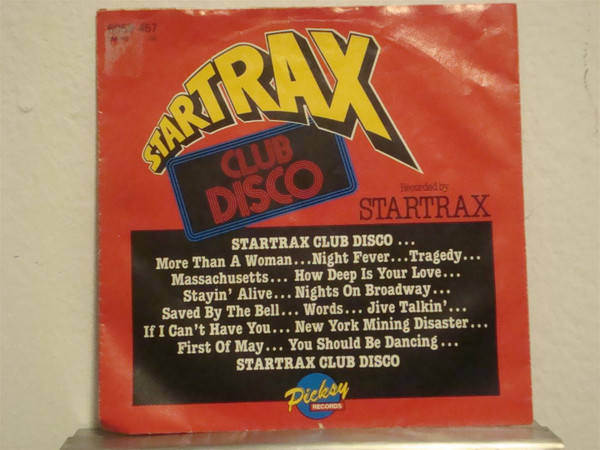 STARTRAX
CLUB
DISCO
Recorded by
STARTRAX
STARTRAX CLUB DISCO ...
More Than A Woman...Night Fever...Tragedy...
Massachusetts... How Deep Is Your Love...
Stayin' Alive... Nights On Broadway...
Saved By The Bell... Words... Jive Talkin'...
If I Can't Have You... New York Mining Disaster...
First Of May... You Should Be Dancing...
STARTRAX CLUB DISCO
Picksy
RECORDS